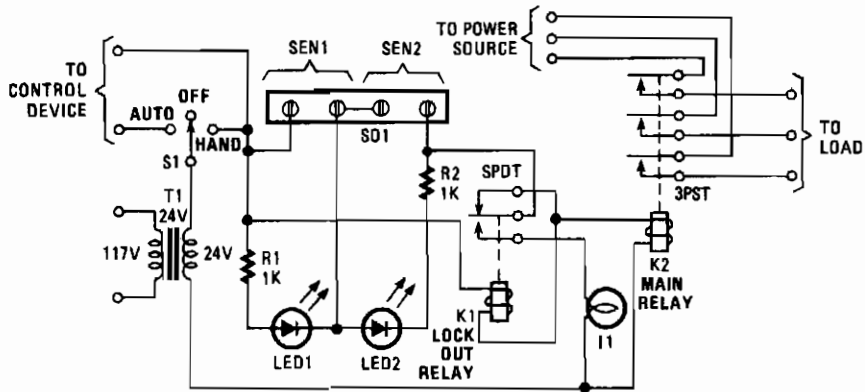 TO
CONTROL
DEVICE
AUTO
OFF
HAND
S1
T1
24V
117V
24V
SEN1
SEN2
SO1
R1
1K
R2
1K
LED1
LED2
SPDT
K1
LOCK
OUT
RELAY
TO POWER
SOURCE
TO
LOAD
3PST
K2
MAIN
RELAY
I1